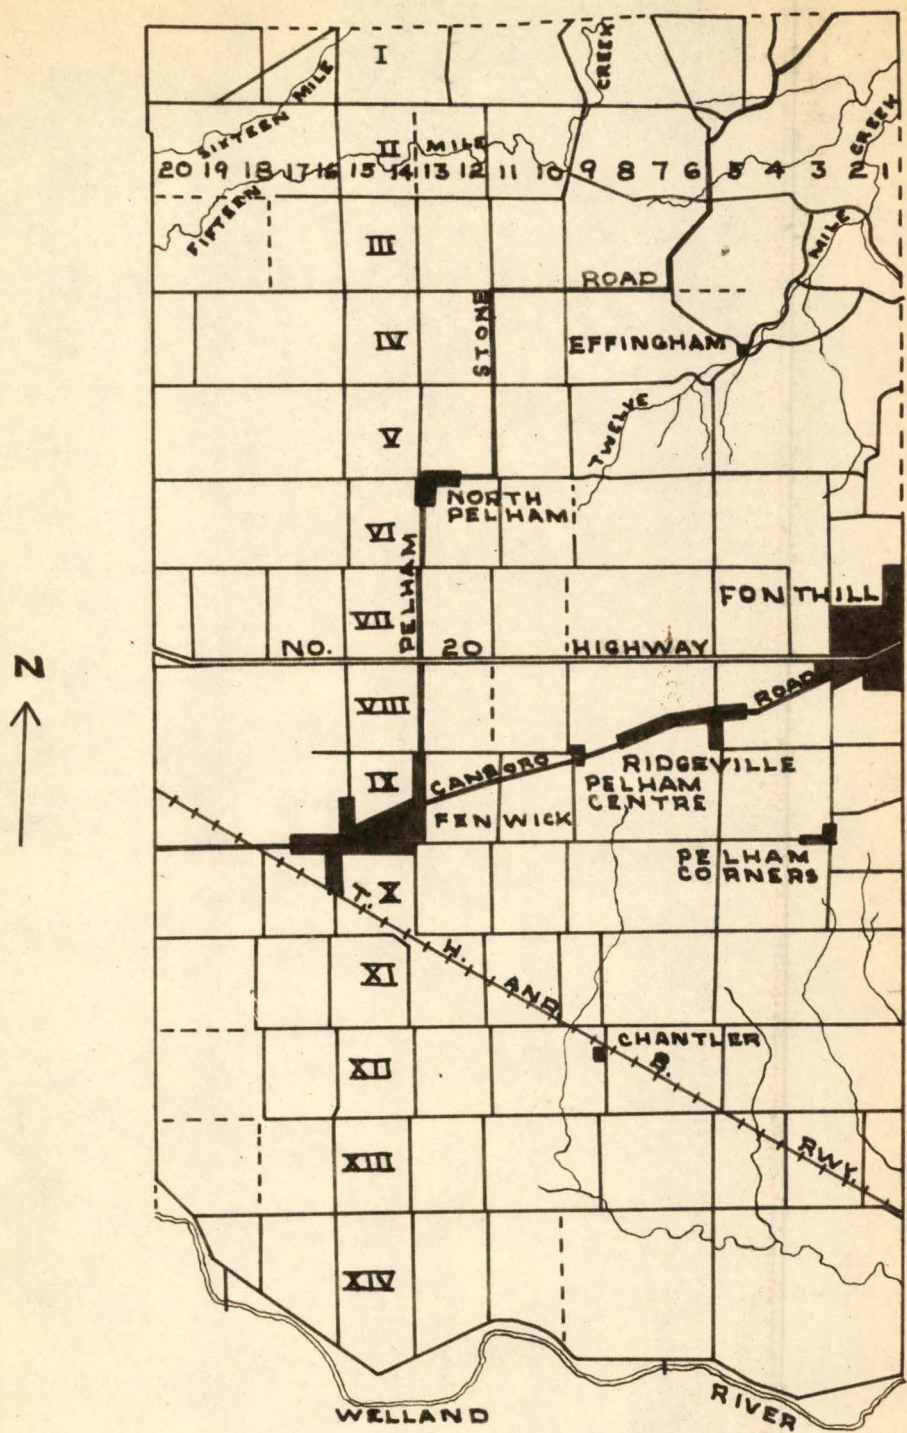 I
SIXTEEN MILE
CREEK
II
MILE
CREEK
20 19 18 17 16 15 14 13 12 11 10 9 8 7 6 5 4 3 2 1
FIFTEEN
III
MILE
ROAD
STONE
IV
EFFINGHAM
TWELVE
V
NORTH
PELHAM
VI
PELHAM
FONTHILL
VII
NO. 20 HIGHWAY
N
VIII
ROAD
CANBORO
RIDGEVILLE
IX
PELHAM
CENTRE
FENWICK
PELHAM
CORNERS
X
T. H. AND B. RWY.
XI
CHANTLER
XII
XIII
XIV
WELLAND RIVER